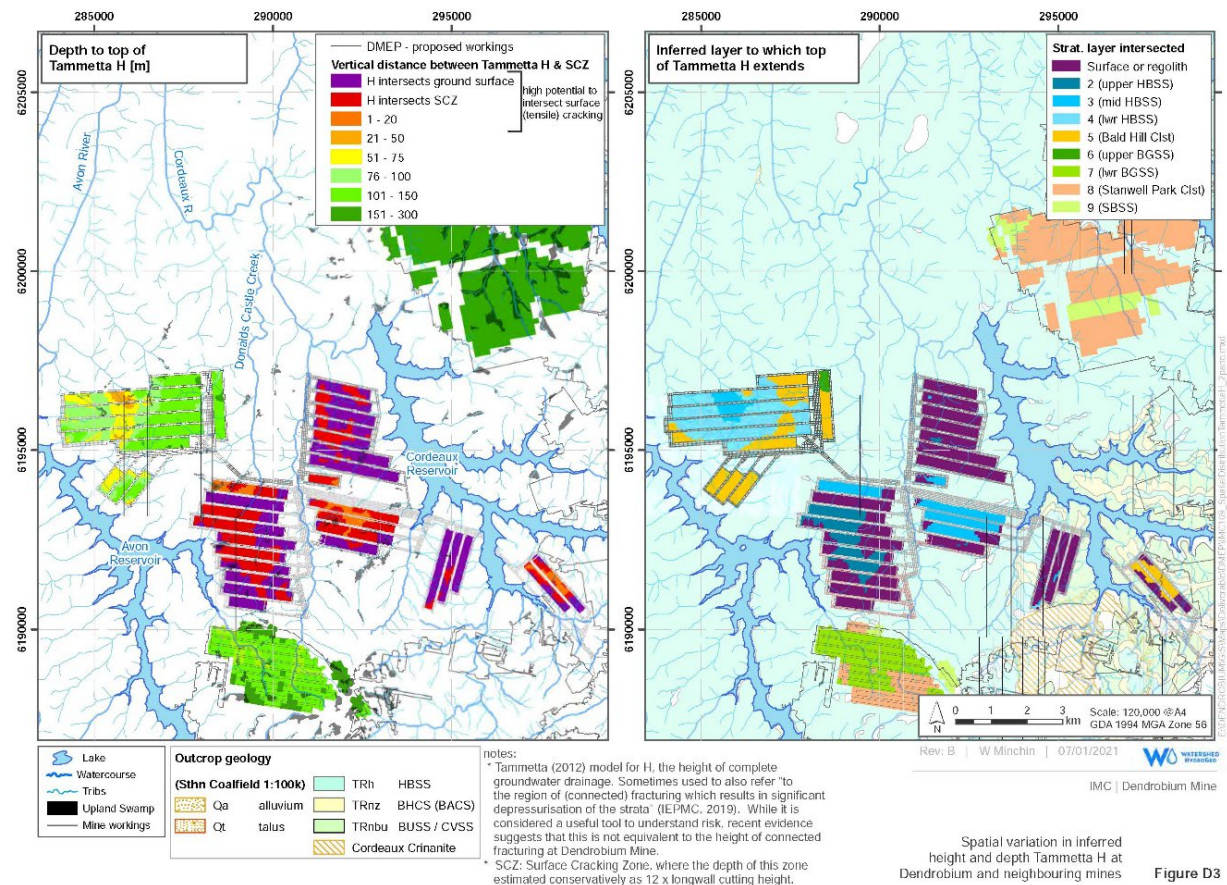 285000
290000
295000
285000
290000
295000
Depth to top of
Tammetta H [m]
DMEP - proposed workings
Vertical distance between Tammetta H & SCZ
H intersects ground surface
H intersects SCZ
1 - 20
21 - 50
51 - 75
76 - 100
101 - 150
151 - 300
high potential to
intersect surface
(tensile) cracking
Inferred layer to which top
of Tammetta H extends
Strat. layer intersected
Surface or regolith
2 (upper HBSS)
3 (mid HBSS)
4 (lwr HBSS)
5 (Bald Hill Clst)
6 (upper BGSS)
7 (lwr BGSS)
8 (Stanwell Park Clst)
9 (SBSS)
6205000
6200000
6195000
6190000
6205000
6200000
6195000
6190000
Avon River
Cordeaux R
Donalds Castle Creek
Cordeaux
Reservoir
Avon
Reservoir
285000
290000
295000
285000
290000
295000
N
0 1 2 3
km
Scale: 120,000 @A4
GDA 1994 MGA Zone 56
Lake
Watercourse
Tribs
Upland Swamp
Mine workings
Outcrop geology
(Sthn Coalfield 1:100k)
Qa alluvium
Qt talus
TRh HBSS
TRnz BHCS (BACS)
TRnbu BUSS / CVSS
Cordeaux Crinanite
notes:
* Tammetta (2012) model for H, the height of complete
groundwater drainage. Sometimes used to also refer "to
the region of (connected) fracturing which results in significant
depressurisation of the strata" (IEPMC, 2019). While it is
considered a useful tool to understand risk, recent evidence
suggests that this is not equivalent to the height of connected
fracturing at Dendrobium Mine.
* SCZ: Surface Cracking Zone, where the depth of this zone
estimated conservatively as 12 x longwall cutting height.
Rev: B | W Minchin | 07/01/2021
WATERSHED
HYDROGEO
IMC | Dendrobium Mine
Spatial variation in inferred
height and depth Tammetta H at
Dendrobium and neighbouring mines
Figure D3